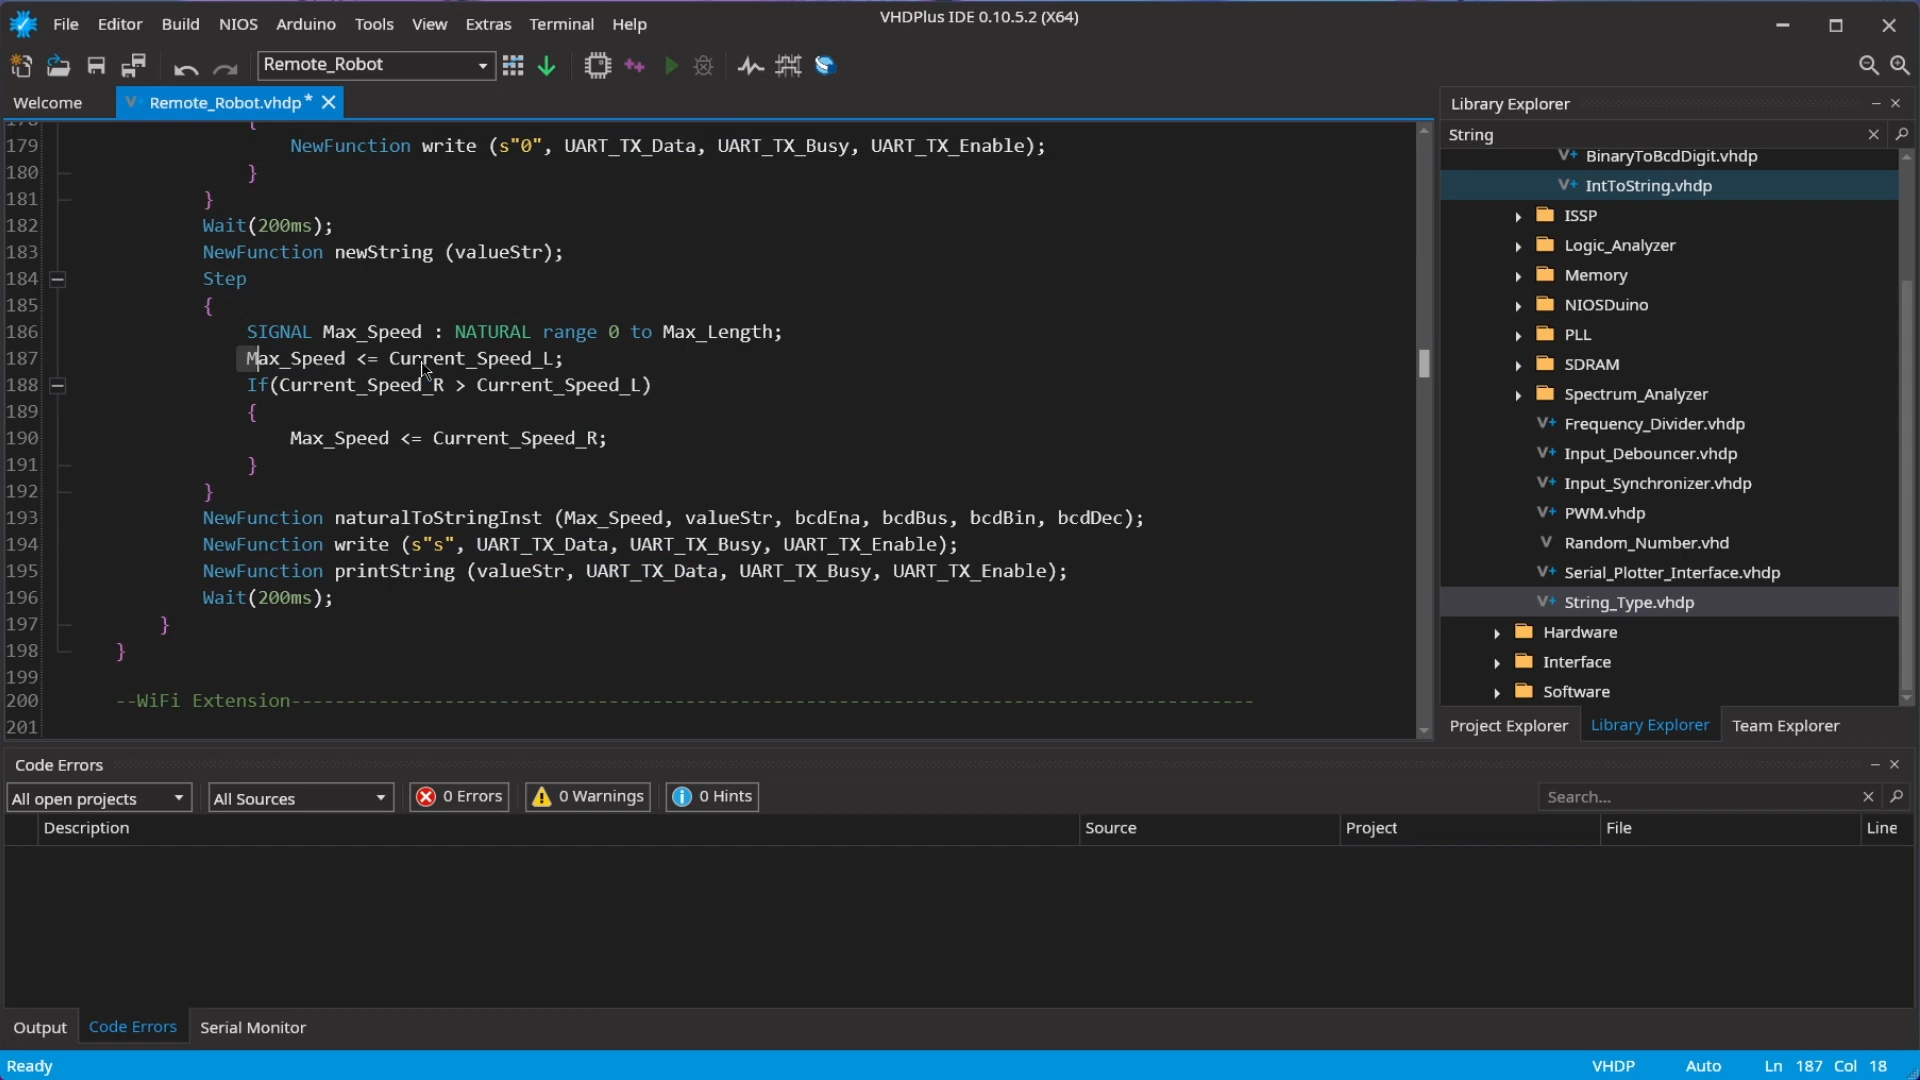 File Editor Build NIOS Arduino Tools View Extras Terminal Help
VHDPlus IDE 0.10.5.2 (X64)
Remote_Robot
Welcome
Remote_Robot.vhdp *
{
179 NewFunction write (s"0", UART_TX_Data, UART_TX_Busy, UART_TX_Enable);
180 }
181 }
182 Wait(200ms);
183 NewFunction newString (valueStr);
184 Step
185 {
186 SIGNAL Max_Speed : NATURAL range 0 to Max_Length;
187 Max_Speed <= Current_Speed_L;
188 If(Current_Speed_R > Current_Speed_L)
189 {
190 Max_Speed <= Current_Speed_R;
191 }
192 }
193 NewFunction naturalToStringInst (Max_Speed, valueStr, bcdEna, bcdBus, bcdBin, bcdDec);
194 NewFunction write (s"s", UART_TX_Data, UART_TX_Busy, UART_TX_Enable);
195 NewFunction printString (valueStr, UART_TX_Data, UART_TX_Busy, UART_TX_Enable);
196 Wait(200ms);
197 }
198 }
199
200 --WiFi Extension----------------------------------------------------------------------------------------
201
Library Explorer
String
BinaryToBcdDigit.vhdp
IntToString.vhdp
ISSP
Logic_Analyzer
Memory
NIOSDuino
PLL
SDRAM
Spectrum_Analyzer
Frequency_Divider.vhdp
Input_Debouncer.vhdp
Input_Synchronizer.vhdp
PWM.vhdp
Random_Number.vhd
Serial_Plotter_Interface.vhdp
String_Type.vhdp
Hardware
Interface
Software
Project Explorer Library Explorer Team Explorer
Code Errors
All open projects All Sources 0 Errors 0 Warnings 0 Hints Search...
Description Source Project File Line
Output Code Errors Serial Monitor
Ready VHDP Auto Ln 187 Col 18